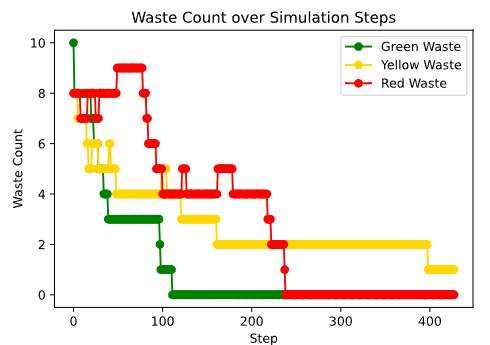 Waste Count over Simulation Steps
Green Waste
Yellow Waste
Red Waste
Waste Count
10
8
6
4
2
0
0 100 200 300 400
Step